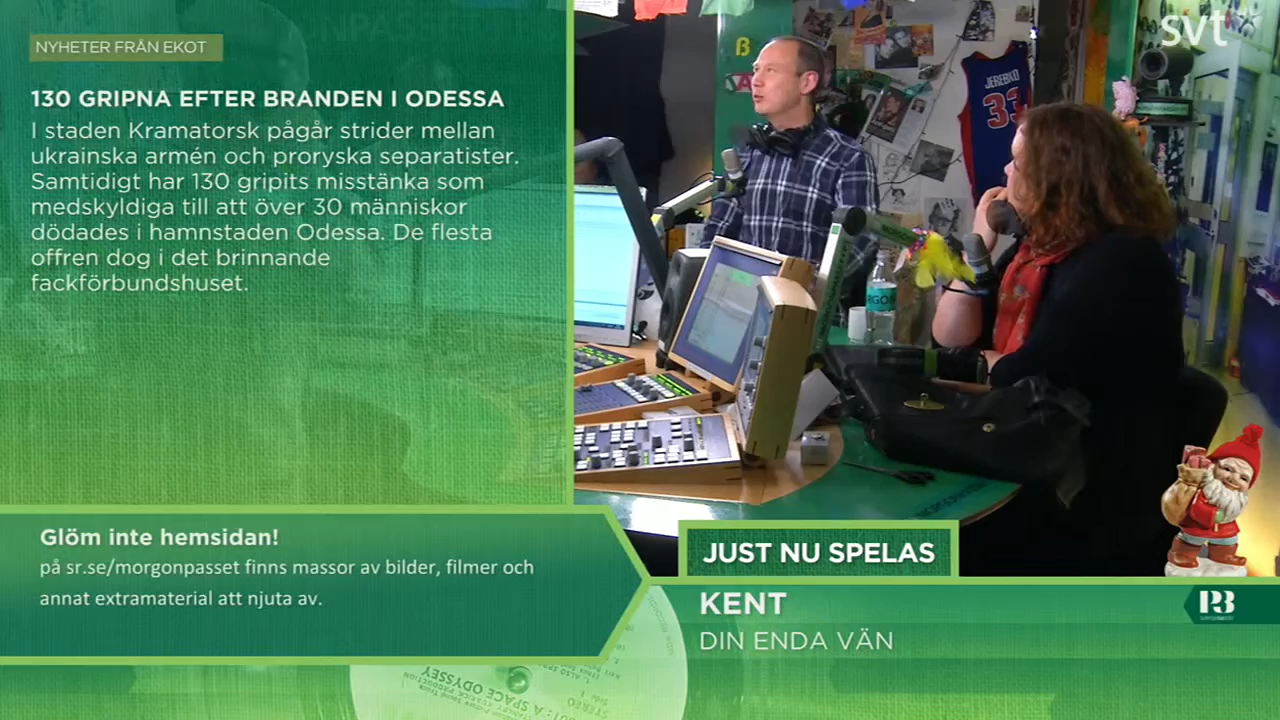 NYHETER FRÅN EKOT
130 GRIPNA EFTER BRANDEN I ODESSA
I staden Kramatorsk pågår strider mellan
ukrainska armén och proryska separatister.
Samtidigt har 130 gripits misstänka som
medskyldiga till att över 30 människor
dödades i hamnstaden Odessa. De flesta
offren dog i det brinnande
fackförbundshuset.
svt
JEREBKO
33
Glöm inte hemsidan!
på sr.se/morgonpasset finns massor av bilder, filmer och
annat extramaterial att njuta av.
JUST NU SPELAS
KENT
DIN ENDA VÄN
P3
A SPACE ODYSSEY
STEREO